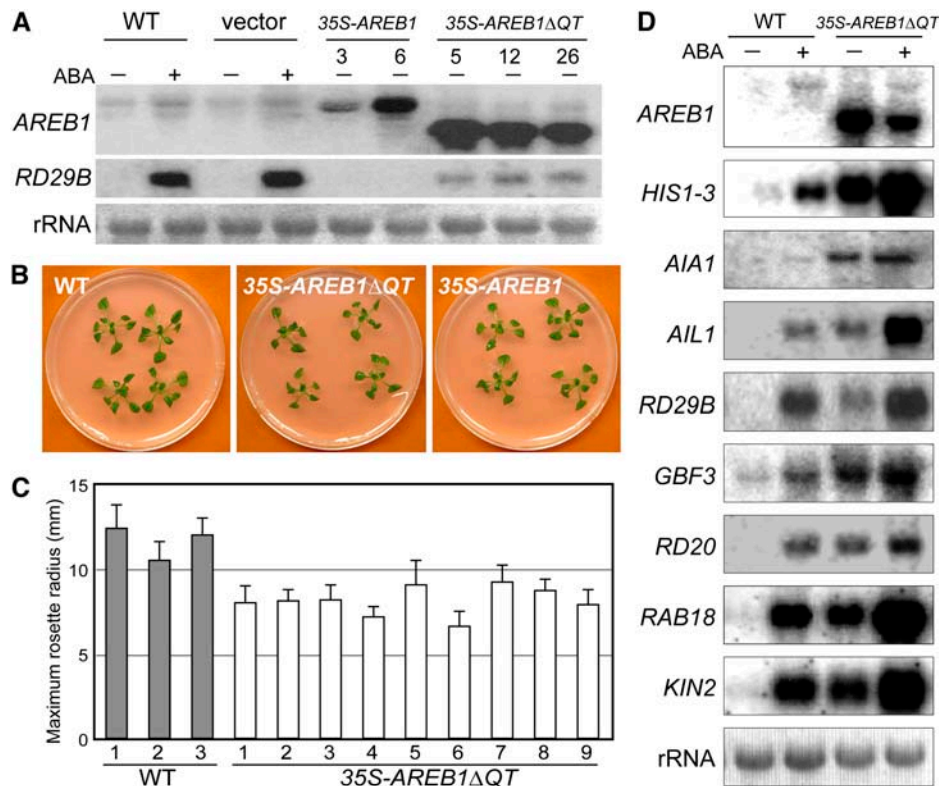 A
WT vector 35S-AREB1 35S-AREB1ΔQT
3 6 5 12 26
ABA − + − +
AREB1
RD29B
rRNA
B
WT 35S-AREB1ΔQT 35S-AREB1
C
Maximum rosette radius (mm)
15
10
5
0
1 2 3 1 2 3 4 5 6 7 8 9
WT 35S-AREB1ΔQT
D
WT 35S-AREB1ΔQT
ABA − + − +
AREB1
HIS1-3
AIA1
AIL1
RD29B
GBF3
RD20
RAB18
KIN2
rRNA